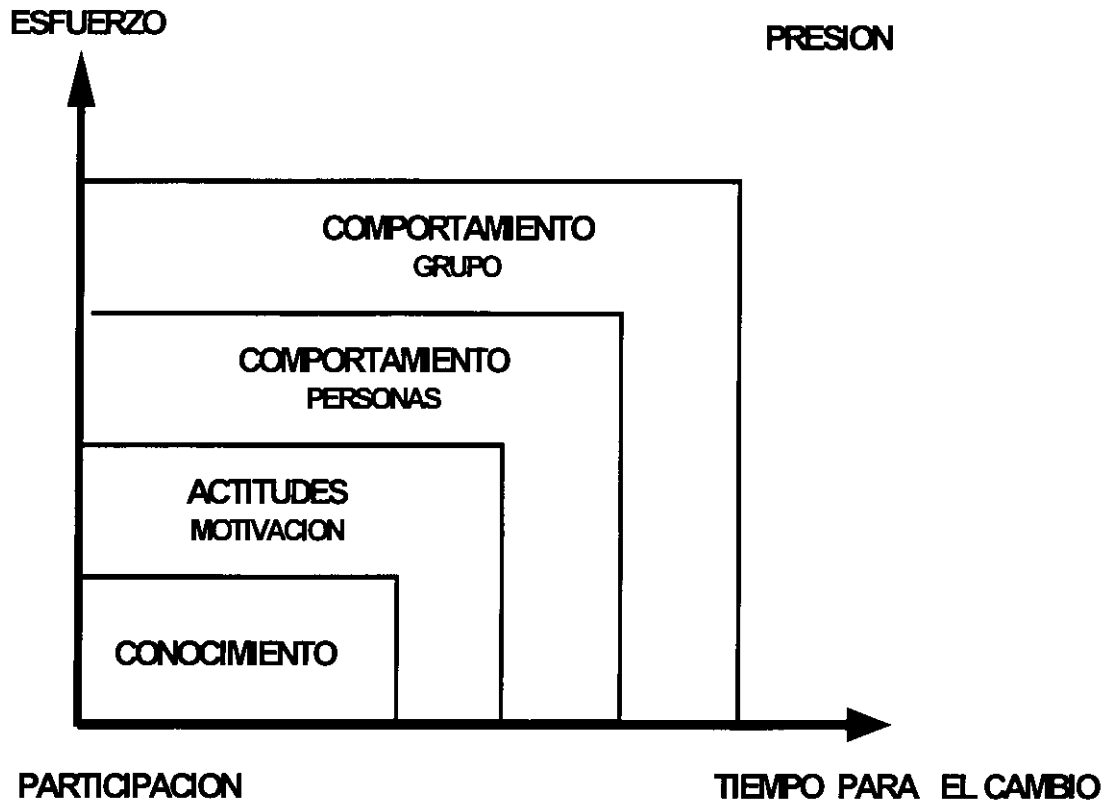 ESFUERZO
PRESION
COMPORTAMIENTO
GRUPO
COMPORTAMIENTO
PERSONAS
ACTITUDES
MOTIVACION
CONOCIMIENTO
PARTICIPACION
TIEMPO PARA EL CAMBIO